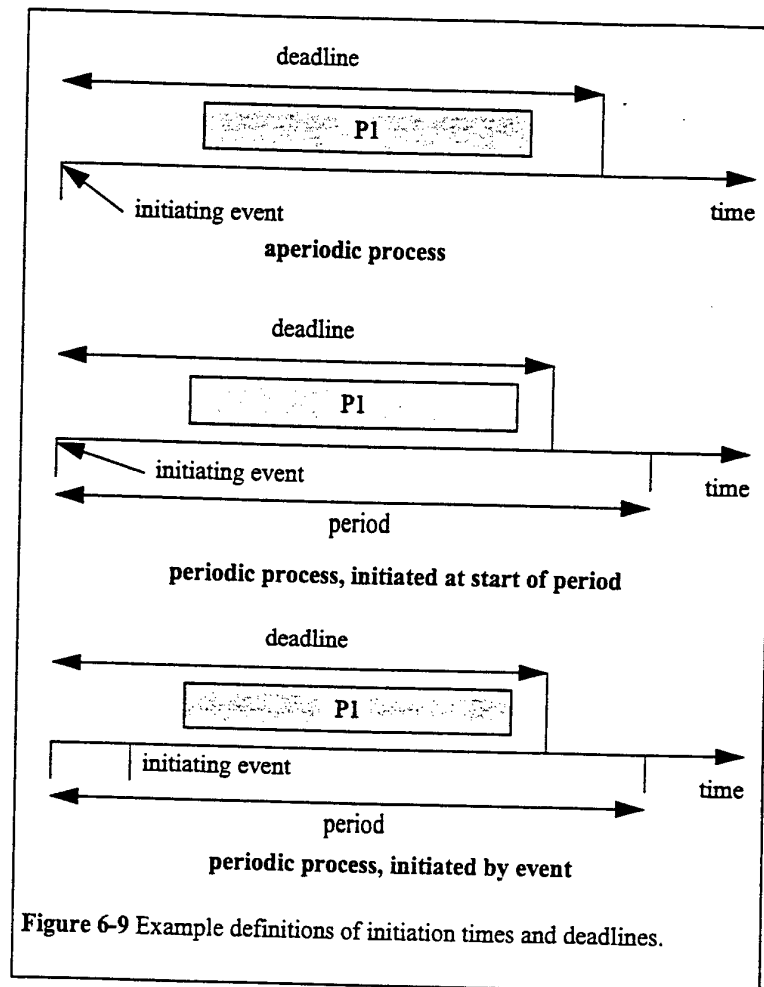 deadline
P1
initiating event
time
aperiodic process
deadline
P1
initiating event
time
period
periodic process, initiated at start of period
deadline
P1
initiating event
time
period
periodic process, initiated by event
Figure 6-9 Example definitions of initiation times and deadlines.